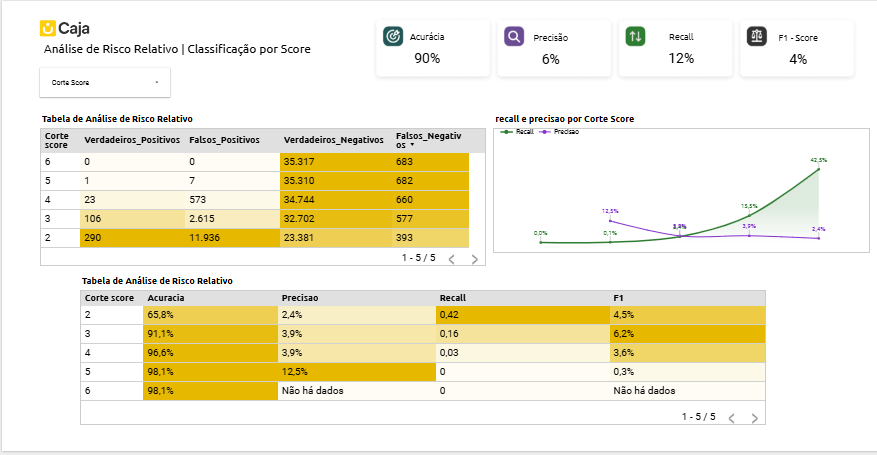 Caja
Análise de Risco Relativo | Classificação por Score
Acurácia
90%
Precisão
6%
Recall
12%
F1 - Score
4%
Corte Score
Tabela de Análise de Risco Relativo
Corte score Verdadeiros_Positivos Falsos_Positivos Verdadeiros_Negativos Falsos_Negativos
6 0 0 35.317 683
5 1 7 35.310 682
4 23 573 34.744 660
3 106 2.615 32.702 577
2 290 11.936 23.381 393
1 - 5 / 5
recall e precisao por Corte Score
Recall Precisao
42,5%
15,5%
12,5%
0,0% 0,1% 3,9% 2,4%
Tabela de Análise de Risco Relativo
Corte score Acuracia Precisao Recall F1
2 65,8% 2,4% 0,42 4,5%
3 91,1% 3,9% 0,16 6,2%
4 96,6% 3,9% 0,03 3,6%
5 98,1% 12,5% 0 0,3%
6 98,1% Não há dados 0 Não há dados
1 - 5 / 5